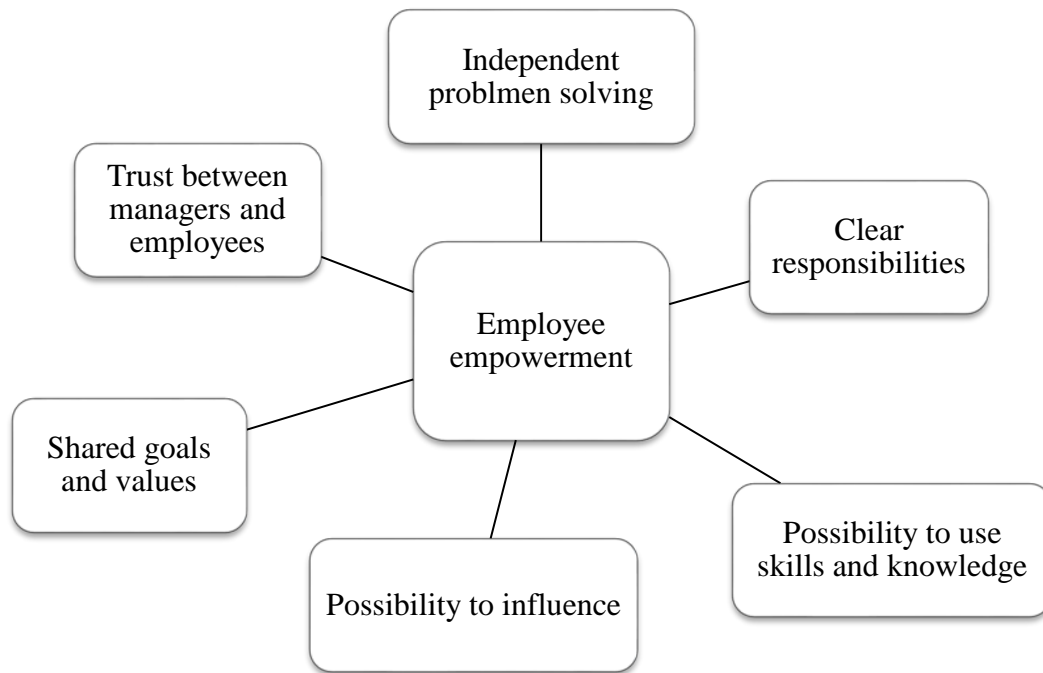 Independent
problmen solving
Trust between
managers and
employees
Clear
responsibilities
Employee
empowerment
Shared goals
and values
Possibility to use
skills and knowledge
Possibility to influence